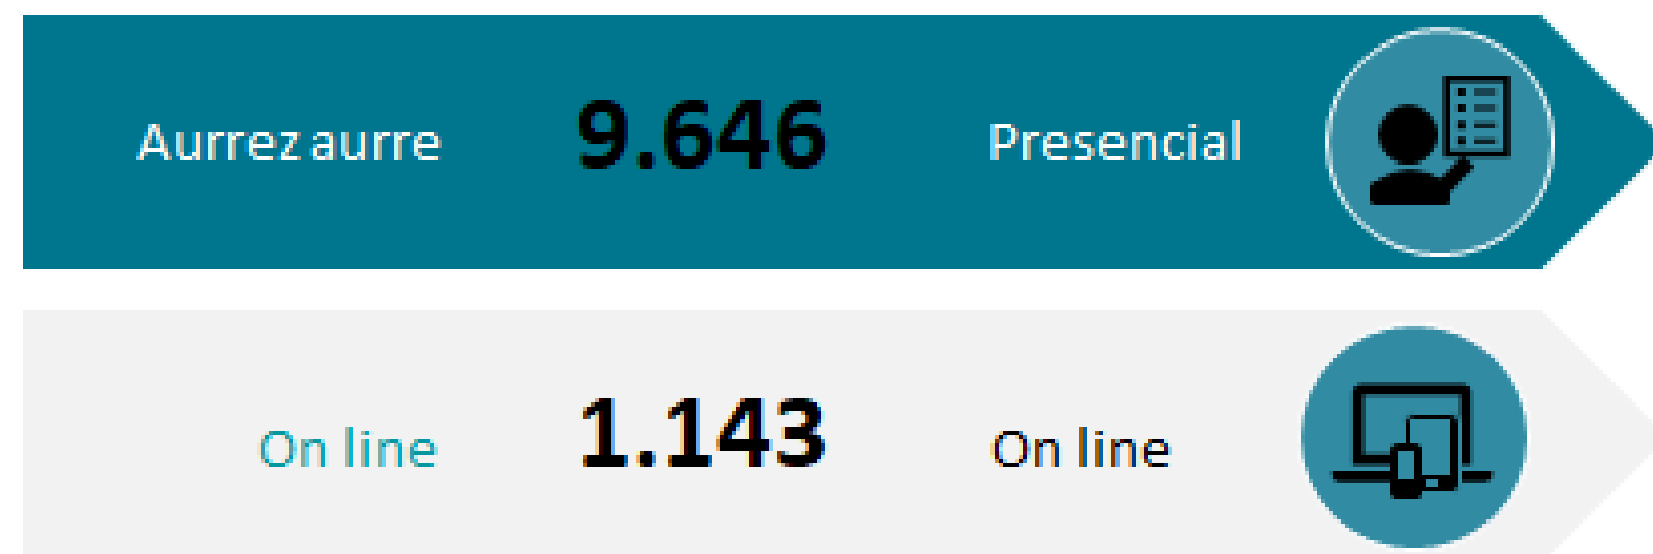 Aurrez aurre 9.646 Presencial
On line 1.143 On line